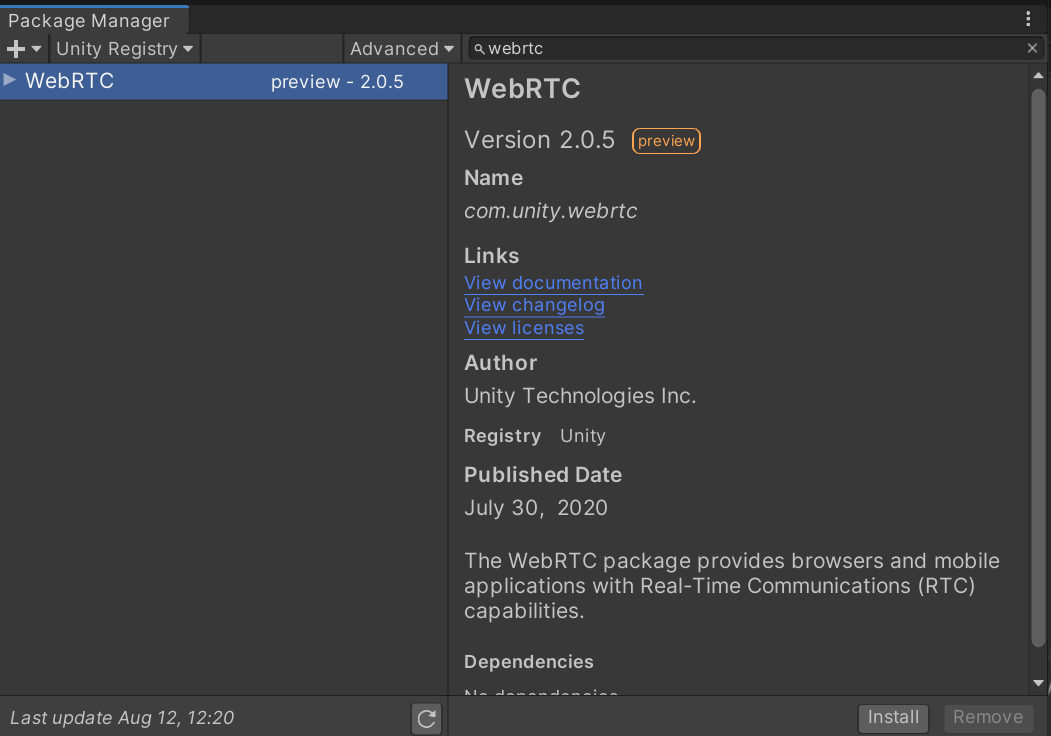 Package Manager
Unity Registry Advanced webrtc
WebRTC preview - 2.0.5
WebRTC
Version 2.0.5 preview
Name
com.unity.webrtc
Links
View documentation
View changelog
View licenses
Author
Unity Technologies Inc.
Registry Unity
Published Date
July 30, 2020
The WebRTC package provides browsers and mobile
applications with Real-Time Communications (RTC)
capabilities.
Dependencies
No dependencies
Last update Aug 12, 12:20
Install Remove